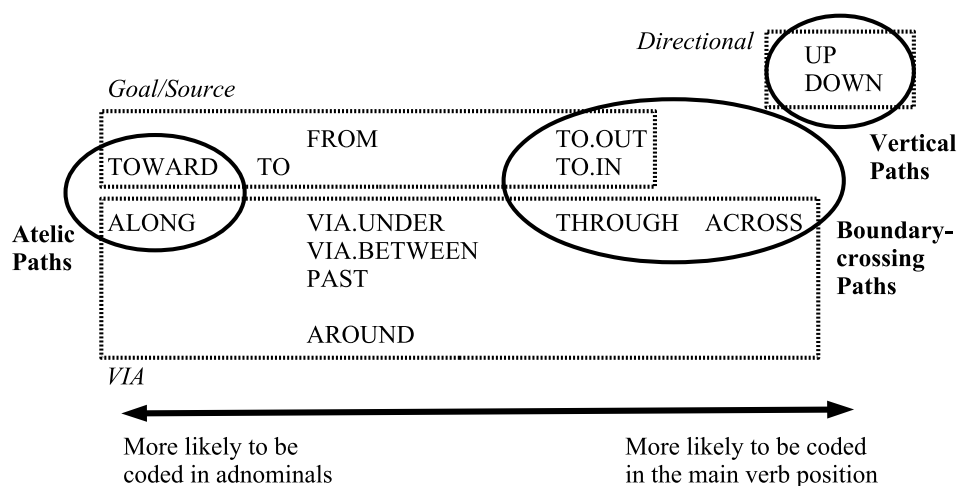 Directional
UP
DOWN
Goal/Source
FROM TO.OUT
TOWARD TO TO.IN
Vertical
Paths
ALONG VIA.UNDER THROUGH ACROSS
VIA.BETWEEN
PAST
AROUND
Atelic
Paths
Boundary-
crossing
Paths
VIA
More likely to be
coded in adnominals
More likely to be coded
in the main verb position